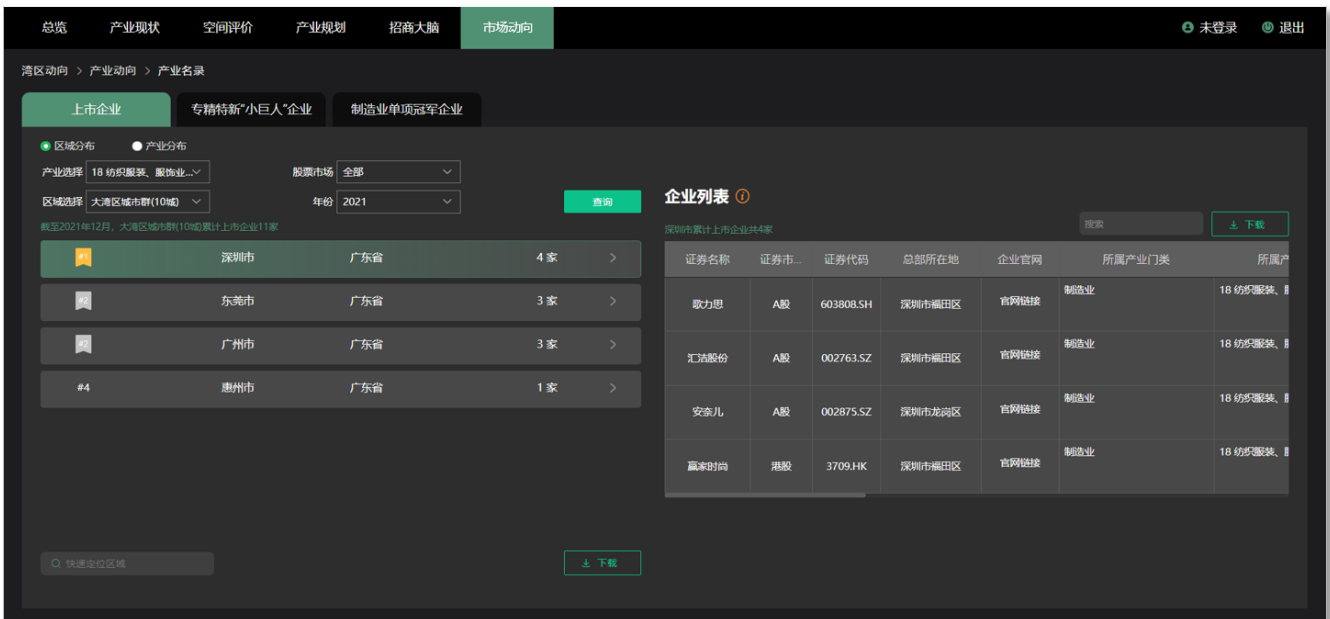 总览 产业现状 空间评价 产业规划 招商大脑 市场动向 未登录 退出
湾区动向 > 产业动向 > 产业名录
上市企业 专精特新“小巨人”企业 制造业单项冠军企业
区域分布 产业分布
产业选择 18 纺织服装、服饰业... 股票市场 全部
区域选择 大湾区城市群(10城) 年份 2021 查询
截至2021年12月，大湾区城市群(10城)累计上市企业11家
#1 深圳市 广东省 4 家 >
#2 东莞市 广东省 3 家 >
#2 广州市 广东省 3 家 >
#4 惠州市 广东省 1 家 >
快速定位区域 下载
企业列表
深圳市累计上市企业共4家 搜索 下载
证券名称 证券市... 证券代码 总部所在地 企业官网 所属产业门类 所属产
歌力思 A股 603808.SH 深圳市福田区 官网链接 制造业 18 纺织服装、
汇洁股份 A股 002763.SZ 深圳市福田区 官网链接 制造业 18 纺织服装、
安奈儿 A股 002875.SZ 深圳市龙岗区 官网链接 制造业 18 纺织服装、
赢家时尚 港股 3709.HK 深圳市福田区 官网链接 制造业 18 纺织服装、